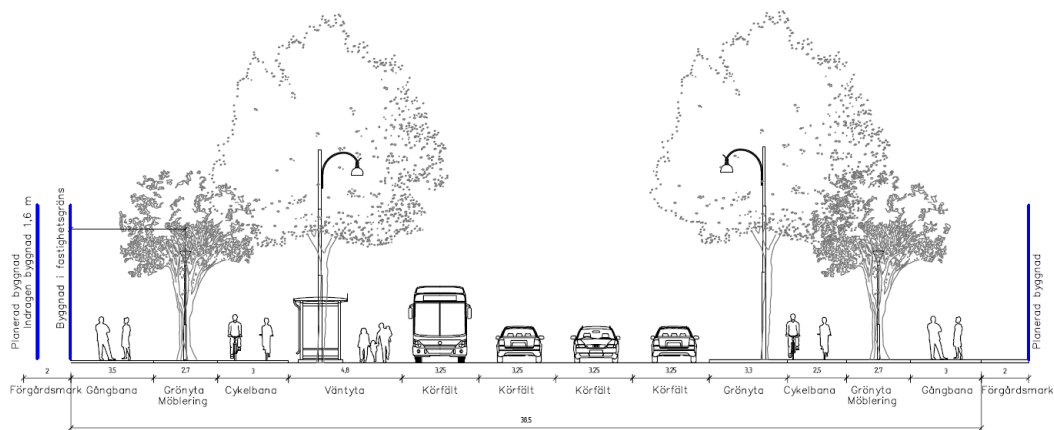 Planerad byggnad
Indragen byggnad 1,6 m
Byggnad i fastighetsgräns
4,9
Planerad byggnad
2
3,5
2,7
3
4,8
3,25
3,25
3,25
3,25
3,3
2,5
2,7
3
2
Förgårdsmark
Gångbana
Grönyta
Möblering
Cykelbana
Väntyta
Körfält
Körfält
Körfält
Körfält
Grönyta
Cykelbana
Grönyta
Möblering
Gångbana
Förgårdsmark
38,5